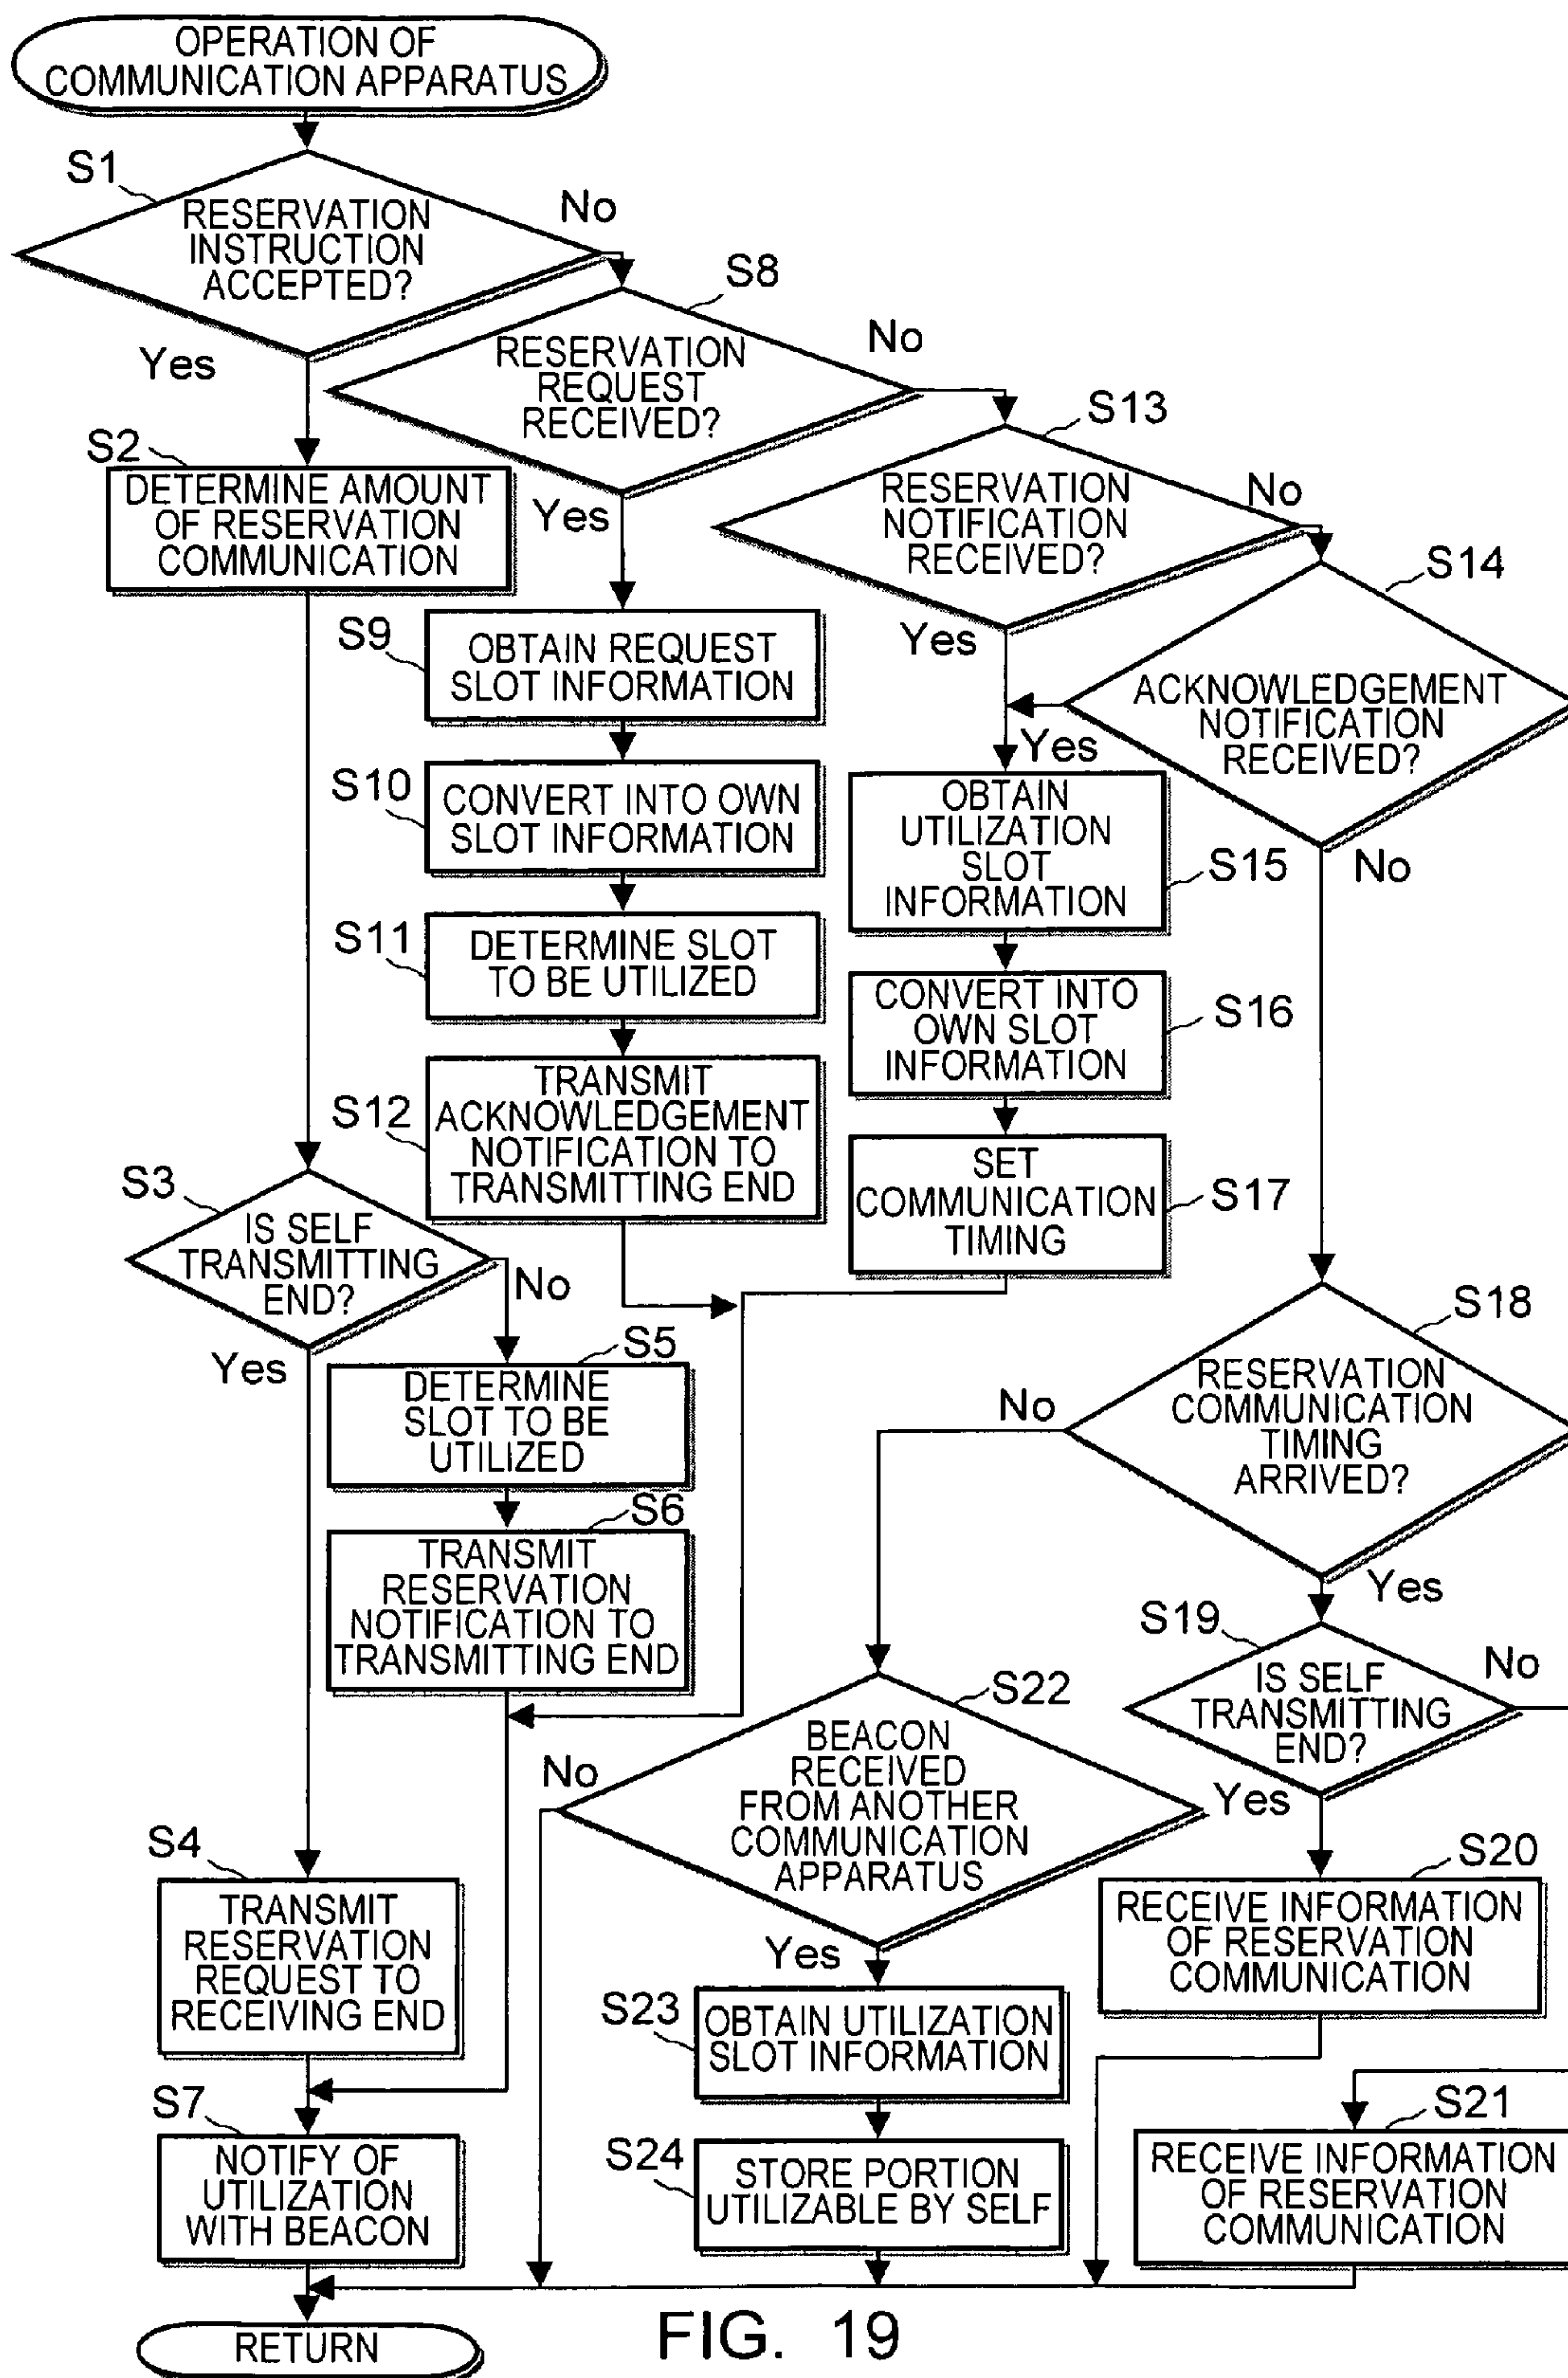 OPERATION OF
COMMUNICATION APPARATUS
S1
RESERVATION
INSTRUCTION
ACCEPTED?
No
Yes
S8
RESERVATION
REQUEST
RECEIVED?
No
Yes
S13
RESERVATION
NOTIFICATION
RECEIVED?
No
Yes
S14
ACKNOWLEDGEMENT
NOTIFICATION
RECEIVED?
Yes
No
S2
DETERMINE AMOUNT
OF RESERVATION
COMMUNICATION
S9
OBTAIN REQUEST
SLOT INFORMATION
S10
CONVERT INTO OWN
SLOT INFORMATION
S11
DETERMINE SLOT
TO BE UTILIZED
S12
TRANSMIT
ACKNOWLEDGEMENT
NOTIFICATION TO
TRANSMITTING END
OBTAIN
UTILIZATION
SLOT
INFORMATION
S15
CONVERT INTO
OWN SLOT
INFORMATION
S16
SET
COMMUNICATION
TIMING
S17
S3
IS SELF
TRANSMITTING
END?
No
Yes
S5
DETERMINE
SLOT TO BE
UTILIZED
S6
TRANSMIT
RESERVATION
NOTIFICATION TO
TRANSMITTING END
S18
RESERVATION
COMMUNICATION
TIMING
ARRIVED?
No
Yes
S19
IS SELF
TRANSMITTING
END?
No
Yes
S22
BEACON
RECEIVED
FROM ANOTHER
COMMUNICATION
APPARATUS
No
Yes
S4
TRANSMIT
RESERVATION
REQUEST TO
RECEIVING END
S20
RECEIVE INFORMATION
OF RESERVATION
COMMUNICATION
S23
OBTAIN UTILIZATION
SLOT INFORMATION
S7
NOTIFY OF
UTILIZATION
WITH BEACON
S24
STORE PORTION
UTILIZABLE BY SELF
S21
RECEIVE INFORMATION
OF RESERVATION
COMMUNICATION
RETURN
FIG. 19